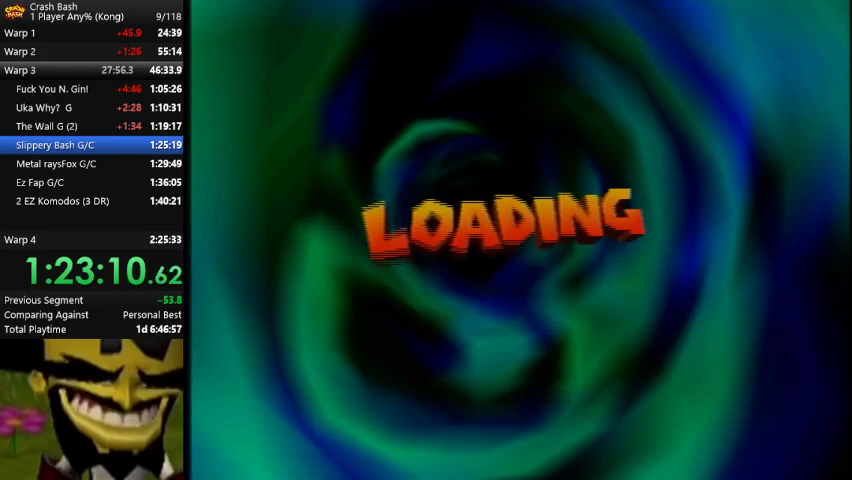 Crash Bash
1 Player Any% (Kong) 9/118
Warp 1 +45.9 24:39
Warp 2 +1:26 55:14
Warp 3 27:56.3 46:33.9
Fuck You N. Gin! +4:46 1:05:26
Uka Why? G +2:28 1:10:31
The Wall G (2) +1:34 1:19:17
Slippery Bash G/C 1:25:19
Metal raysFox G/C 1:29:49
Ez Fap G/C 1:36:05
2 EZ Komodos (3 DR) 1:40:21
Warp 4 2:25:33
1:23:10.62
Previous Segment −53.8
Comparing Against Personal Best
Total Playtime 1d 6:46:57
LOADING